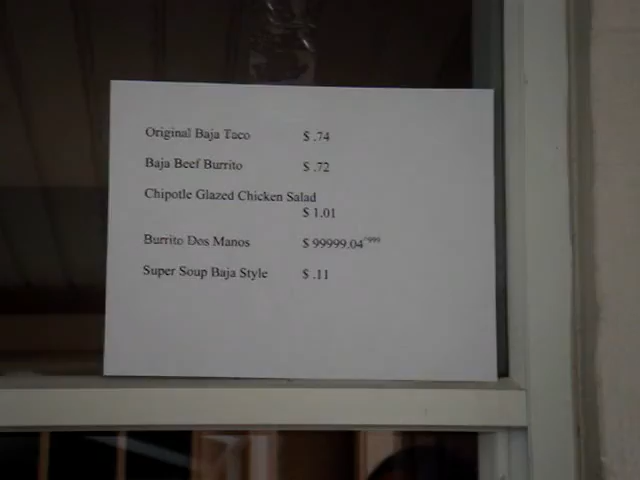 Original Baja Taco $ .74
Baja Beef Burrito $ .72
Chipotle Glazed Chicken Salad
$ 1.01
Burrito Dos Manos $ 99999.04^999
Super Soup Baja Style $ .11